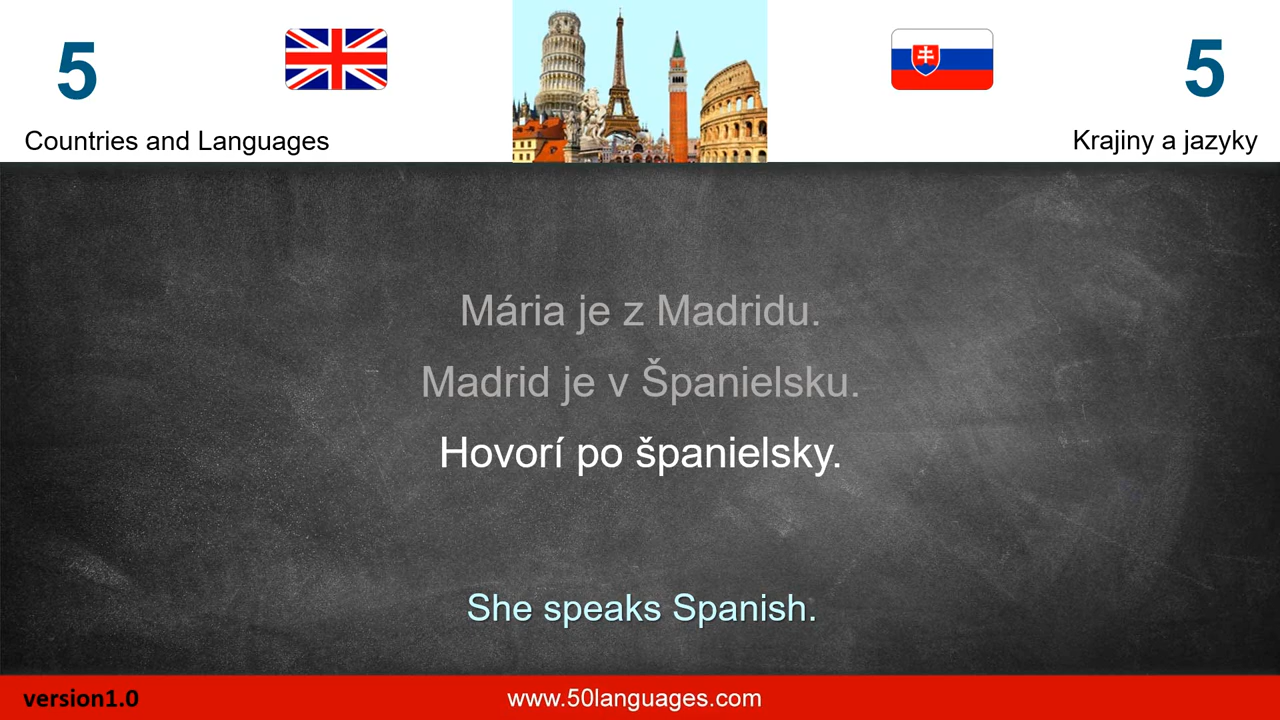 5
5
Countries and Languages
Krajiny a jazyky
Mária je z Madridu.
Madrid je v Španielsku.
Hovorí po španielsky.
She speaks Spanish.
version1.0
www.50languages.com